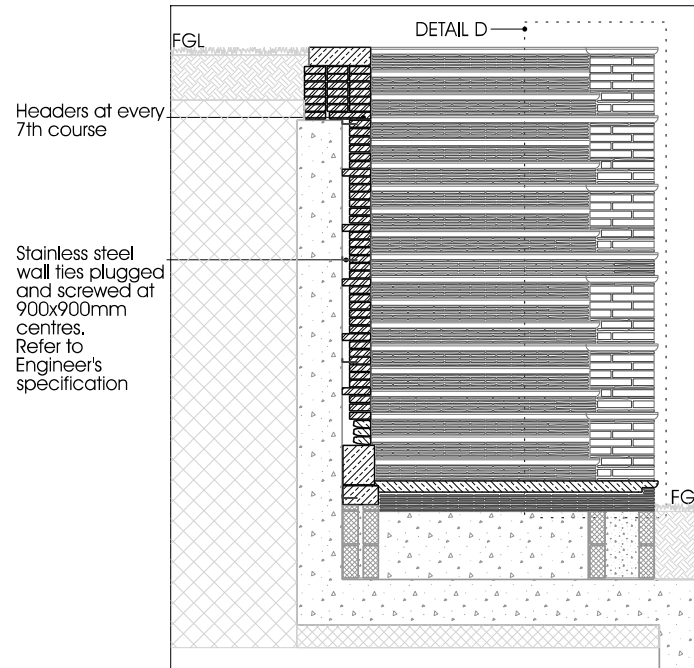 DETAIL D
FGL
Headers at every
7th course
Stainless steel
wall ties plugged
and screwed at
900x900mm
centres.
Refer to
Engineer's
specification
FG